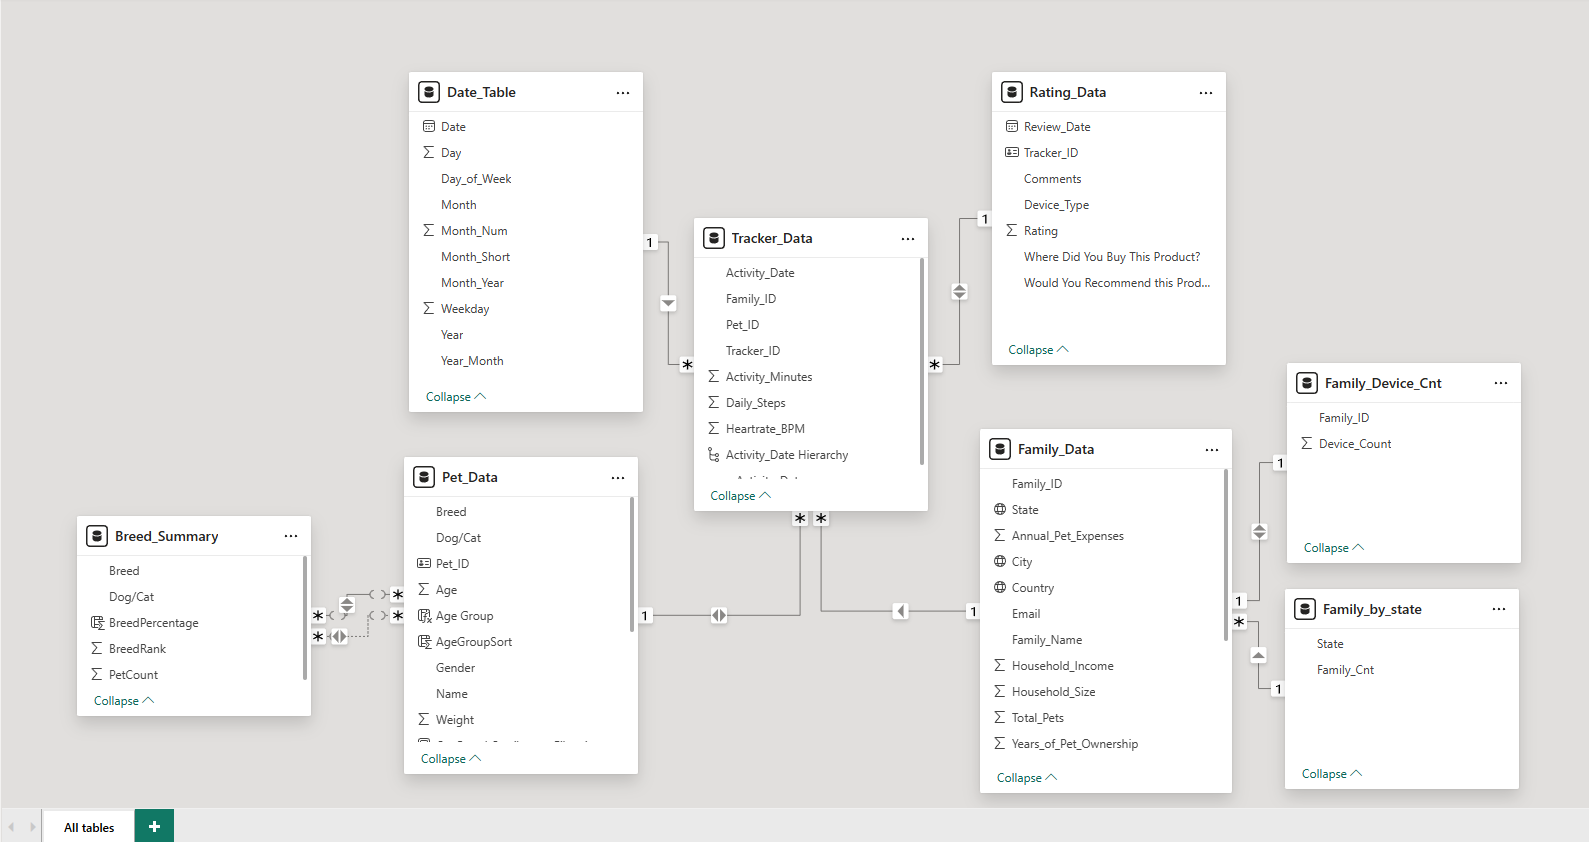 Date_Table
Date
Day
Day_of_Week
Month
Month_Num
Month_Short
Month_Year
Weekday
Year
Year_Month
Collapse
Rating_Data
Review_Date
Tracker_ID
Comments
Device_Type
Rating
Where Did You Buy This Product?
Would You Recommend this Prod...
Collapse
Tracker_Data
Activity_Date
Family_ID
Pet_ID
Tracker_ID
Activity_Minutes
Daily_Steps
Heartrate_BPM
Activity_Date Hierarchy
Collapse
1
*
1
*
Family_Device_Cnt
Family_ID
Device_Count
Collapse
Family_Data
Family_ID
State
Annual_Pet_Expenses
City
Country
Email
Family_Name
Household_Income
Household_Size
Total_Pets
Years_of_Pet_Ownership
Collapse
Pet_Data
Breed
Dog/Cat
Pet_ID
Age
Age Group
AgeGroupSort
Gender
Name
Weight
Collapse
Breed_Summary
Breed
Dog/Cat
BreedPercentage
BreedRank
PetCount
Collapse
* *
* *
1
* *
1
1
1
*
1
Family_by_state
State
Family_Cnt
Collapse
All tables